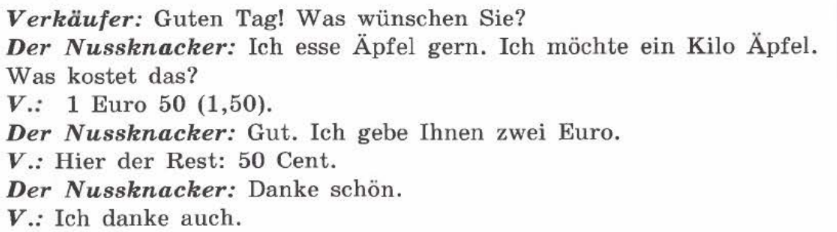 Verkäufer: Guten Tag! Was wünschen Sie?
Der Nussknacker: Ich esse Äpfel gern. Ich möchte ein Kilo Äpfel.
Was kostet das?
V.: 1 Euro 50 (1,50).
Der Nussknacker: Gut. Ich gebe Ihnen zwei Euro.
V.: Hier der Rest: 50 Cent.
Der Nussknacker: Danke schön.
V.: Ich danke auch.